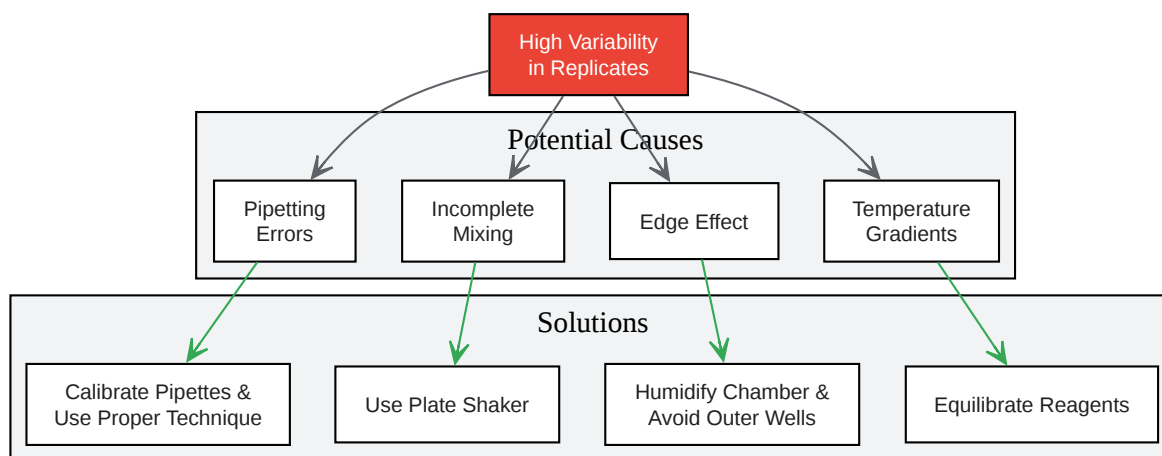 High Variability
in Replicates
Potential Causes
Pipetting
Errors
Incomplete
Mixing
Edge Effect
Temperature
Gradients
Solutions
Calibrate Pipettes &
Use Proper Technique
Use Plate Shaker
Humidify Chamber &
Avoid Outer Wells
Equilibrate Reagents